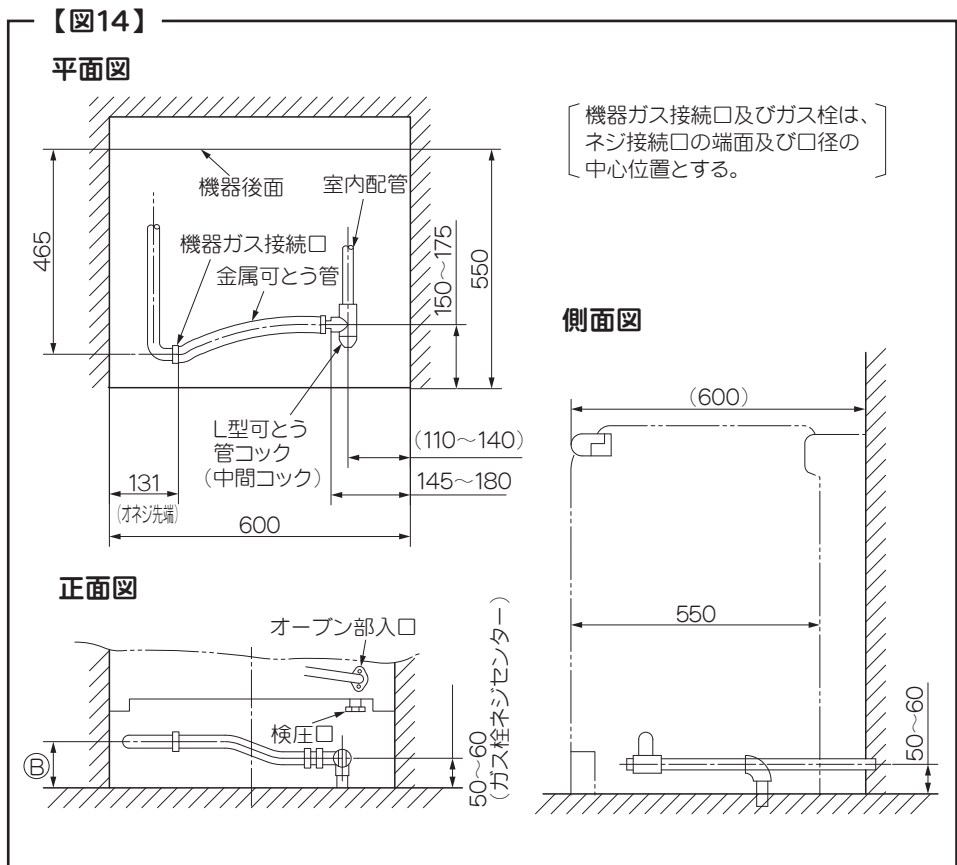 【図14】
平面図
機器ガス接続口及びガス栓は、
ネジ接続口の端面及び口径の
中心位置とする。
機器後面
室内配管
465
機器ガス接続口
金属可とう管
150～175
550
L型可とう
管コック
(中間コック)
(110～140)
131
(オネジ先端)
145～180
600
側面図
(600)
550
50～60
正面図
オーブン部入口
検圧口
Ⓑ
50～60
(ガス栓ネジセンター)